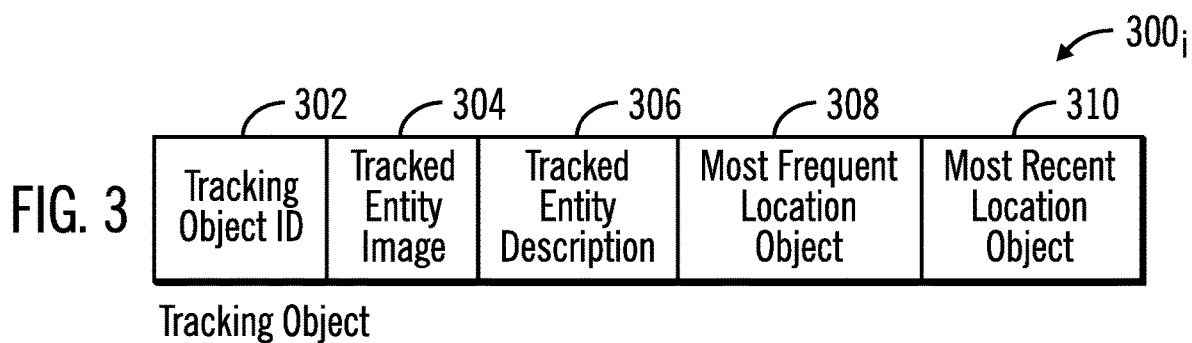 300i
302
304
306
308
310
FIG. 3
Tracking
Object ID
Tracked
Entity
Image
Tracked
Entity
Description
Most Frequent
Location
Object
Most Recent
Location
Object
Tracking Object